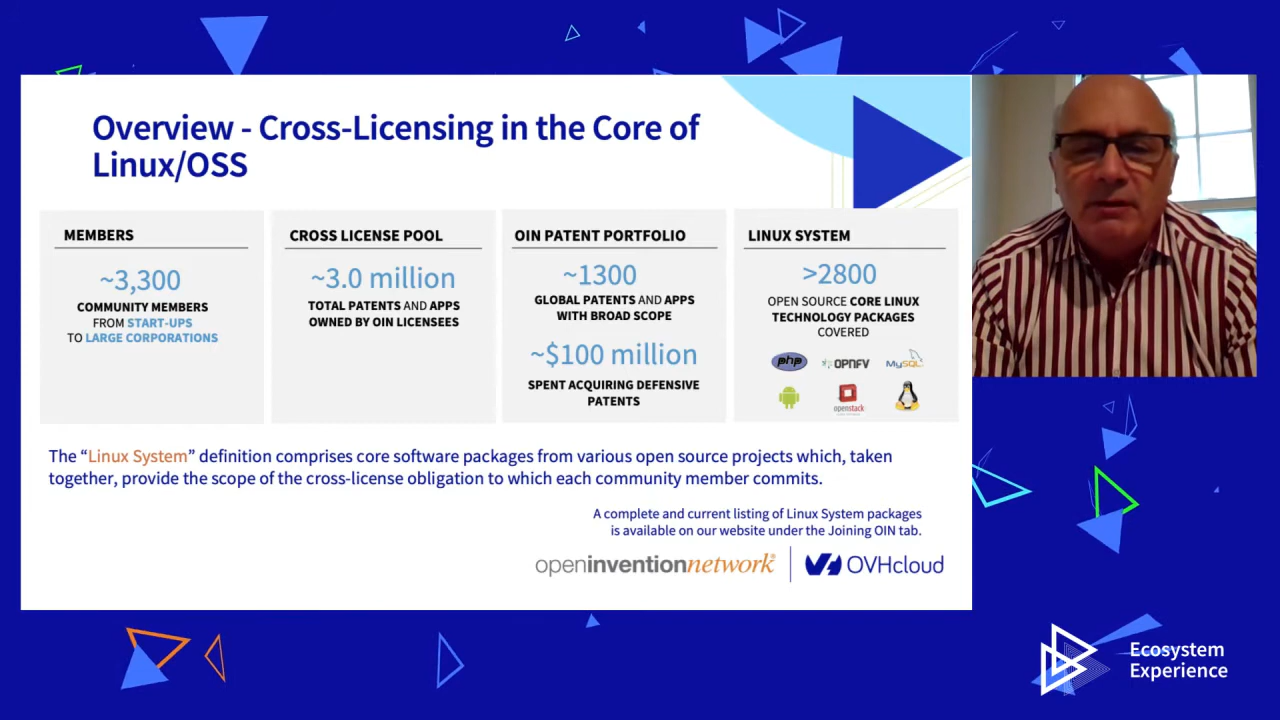 Overview - Cross-Licensing in the Core of
Linux/OSS
MEMBERS
~3,300
COMMUNITY MEMBERS
FROM START-UPS
TO LARGE CORPORATIONS
CROSS LICENSE POOL
~3.0 million
TOTAL PATENTS AND APPS
OWNED BY OIN LICENSEES
OIN PATENT PORTFOLIO
~1300
GLOBAL PATENTS AND APPS
WITH BROAD SCOPE
~$100 million
SPENT ACQUIRING DEFENSIVE
PATENTS
LINUX SYSTEM
>2800
OPEN SOURCE CORE LINUX
TECHNOLOGY PACKAGES
COVERED
php
OPNFV
MySQL
openstack
The “Linux System” definition comprises core software packages from various open source projects which, taken
together, provide the scope of the cross-license obligation to which each community member commits.
A complete and current listing of Linux System packages
is available on our website under the Joining OIN tab.
openinventionnetwork®
OVHcloud
Ecosystem
Experience